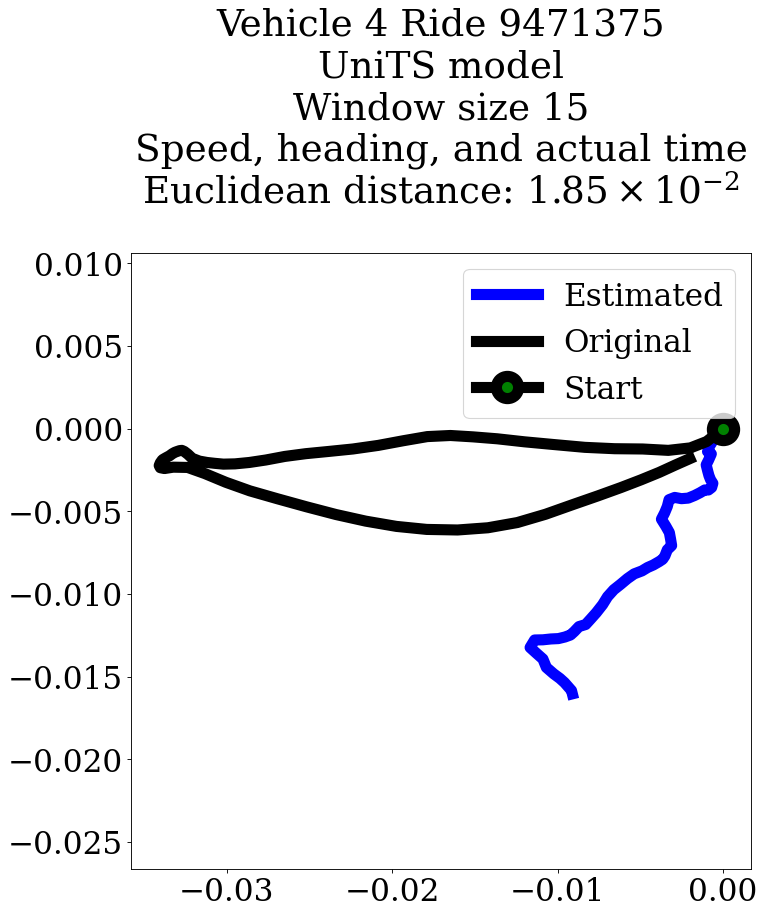 Vehicle 4 Ride 9471375
UniTS model
Window size 15
Speed, heading, and actual time
Euclidean distance: 1.85 × 10⁻²
0.010
0.005
0.000
−0.005
−0.010
−0.015
−0.020
−0.025
Estimated
Original
Start
−0.03
−0.02
−0.01
0.00